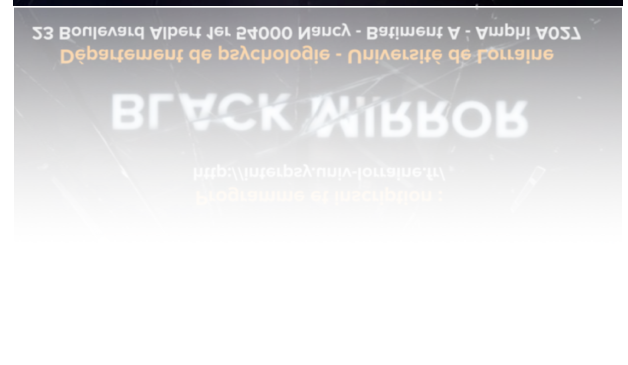 23 Boulevard Albert 1er 54000 Nancy - Batiment A - Amphi A027
Département de psychologie - Université de Lorraine
BLACK MIRROR
http://interpsy.univ-lorraine.fr/
Programme et inscription :